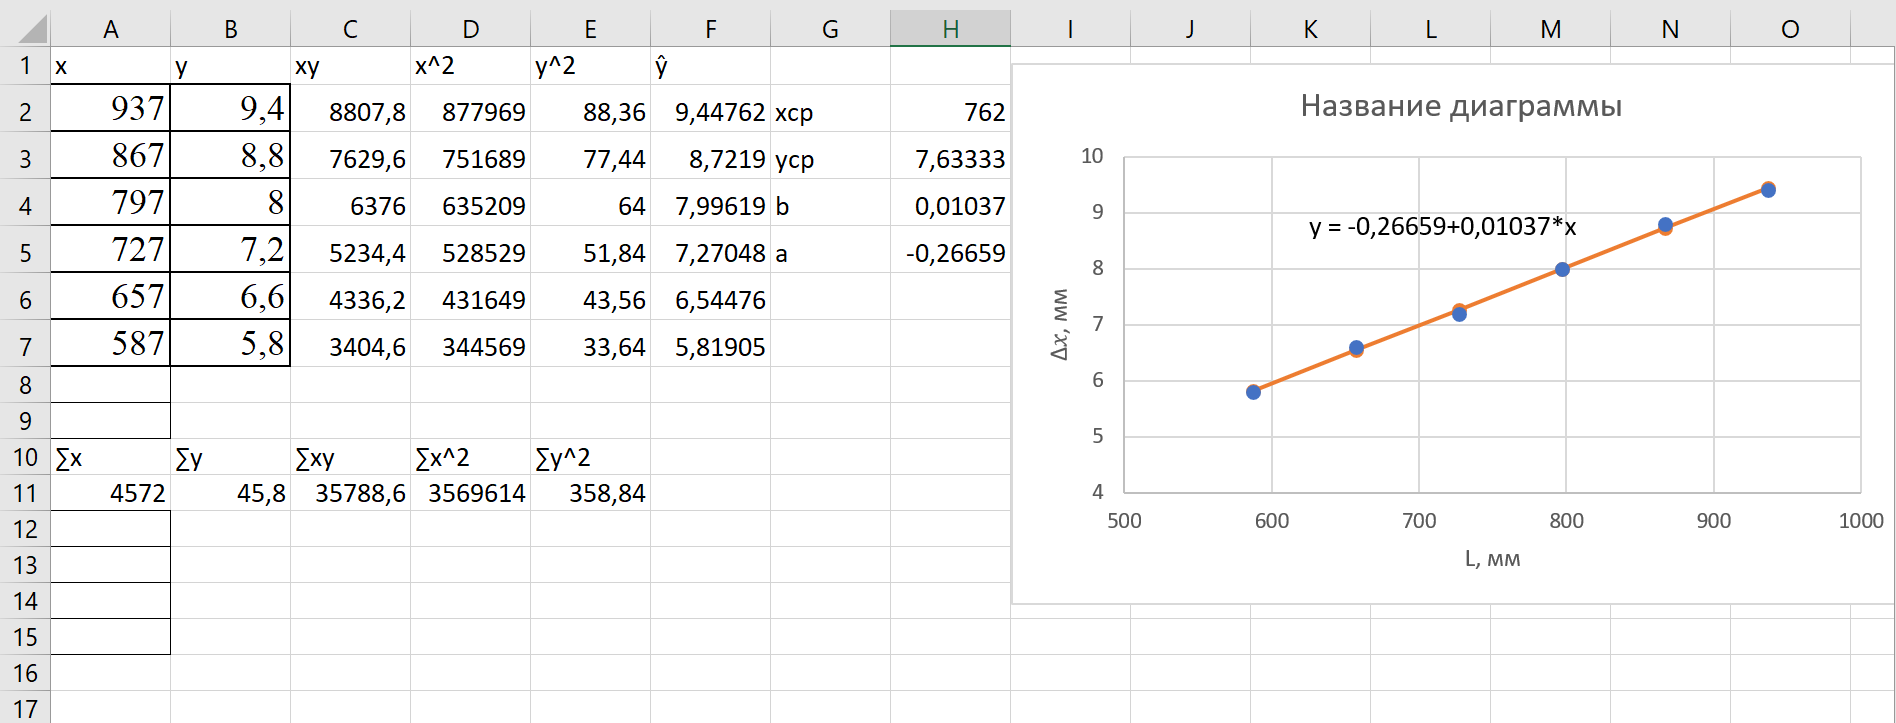 A B C D E F G H I J K L M N O
1 x y xy x^2 y^2 ŷ
2 937 9,4 8807,8 877969 88,36 9,44762 xcp 762
3 867 8,8 7629,6 751689 77,44 8,7219 ycp 7,63333
4 797 8 6376 635209 64 7,99619 b 0,01037
5 727 7,2 5234,4 528529 51,84 7,27048 a -0,26659
6 657 6,6 4336,2 431649 43,56 6,54476
7 587 5,8 3404,6 344569 33,64 5,81905
8
9
10 ∑x ∑y ∑xy ∑x^2 ∑y^2
11 4572 45,8 35788,6 3569614 358,84
12
13
14
15
16
17
Название диаграммы
10
9
8
7
6
5
4
y = -0,26659+0,01037*x
Δx, мм
500 600 700 800 900 1000
L, мм